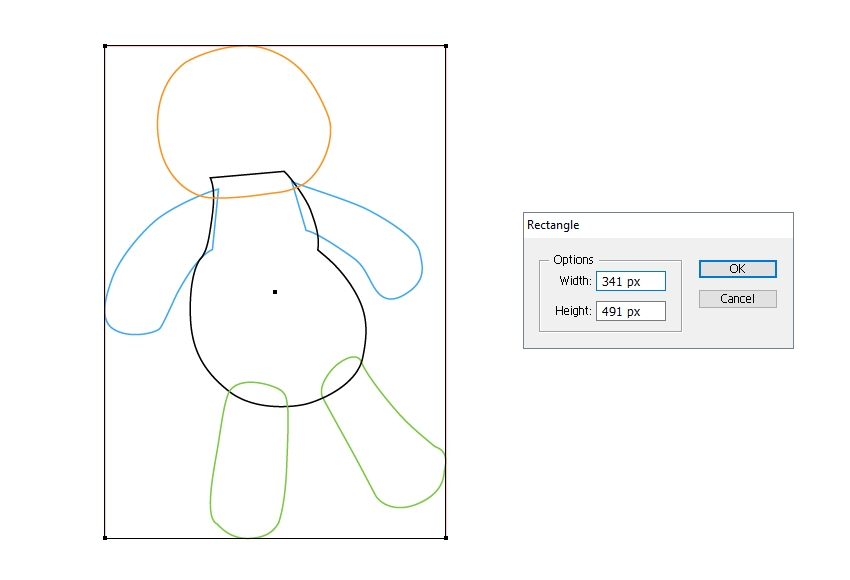 Rectangle
Options
Width: 341 px
Height: 491 px
OK
Cancel